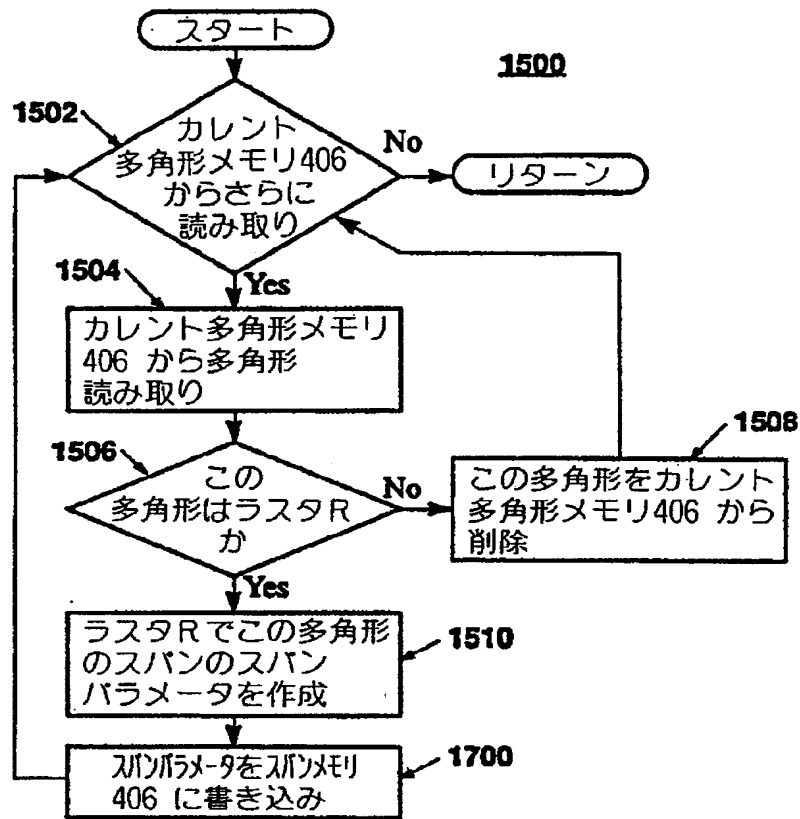 スタート
1500
1502
カレント
多角形メモリ406
からさらに
読み取り
No
リターン
Yes
1504
カレント多角形メモリ
406 から多角形
読み取り
1506
この
多角形はラスタR
か
No
1508
この多角形をカレント
多角形メモリ406 から
削除
Yes
ラスタRでこの多角形
のスパンのスパン
パラメータを作成
1510
スパンパラメータをスパンメモリ
406 に書き込み
1700